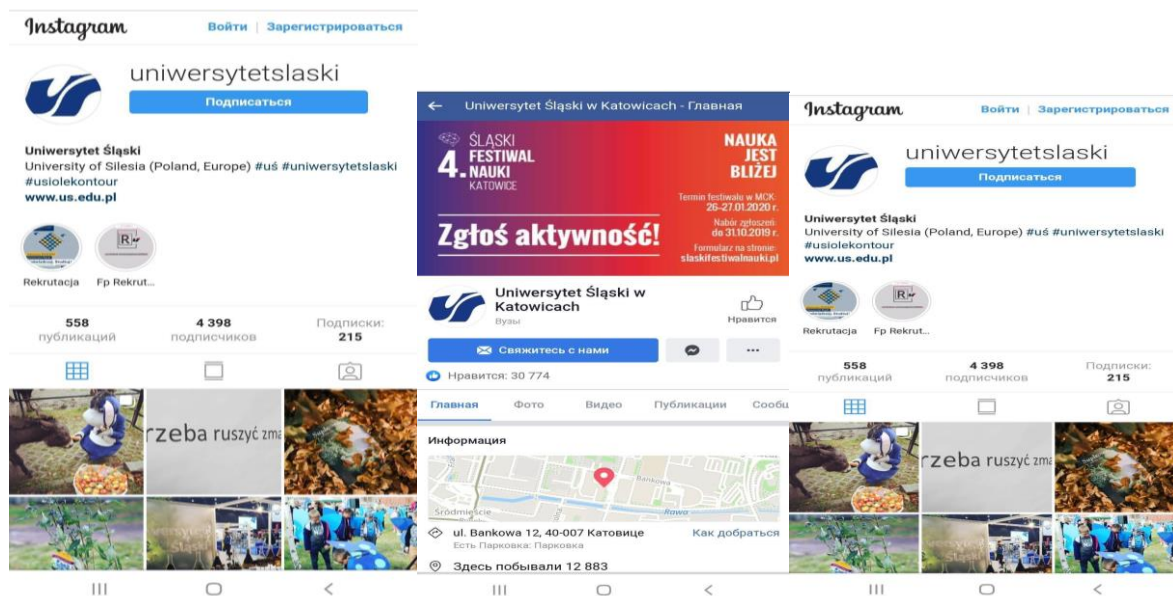 Instagram
Войти | Зарегистрироваться
uniwersytetslaski
Подписаться
Uniwersytet Śląski
University of Silesia (Poland, Europe) #uś #uniwersytetslaski
#usiolekontour
www.us.edu.pl
Rekrutacja Fp Rekrut...
558 4 398 Подписки:
публикаций подписчиков 215
rzeba ruszyć zma
Uniwersytet Śląski w Katowicach - Главная
ŚLĄSKI
4. FESTIWAL
NAUKI
KATOWICE
NAUKA
JEST
BLIŻEJ
Termin festiwalu w MCK:
26-27.01.2020 r.
Nabór zgłoszeń:
do 31.10.2019 r.
Formularz na stronie:
slaskifestiwalnauki.pl
Zgłoś aktywność!
Uniwersytet Śląski w
Katowicach
Вузы
Нравится
Свяжитесь с нами
Нравится: 30 774
Главная Фото Видео Публикации Сообщ
Информация
Bankowa
Śródmieście
Rawa
ul. Bankowa 12, 40-007 Катовице Как добраться
Есть Парковка: Парковка
Здесь побывали 12 883
Instagram
Войти | Зарегистрироваться
uniwersytetslaski
Подписаться
Uniwersytet Śląski
University of Silesia (Poland, Europe) #uś #uniwersytetslaski
#usiolekontour
www.us.edu.pl
Rekrutacja Fp Rekrut...
558 4 398 Подписки:
публикаций подписчиков 215
rzeba ruszyć zma